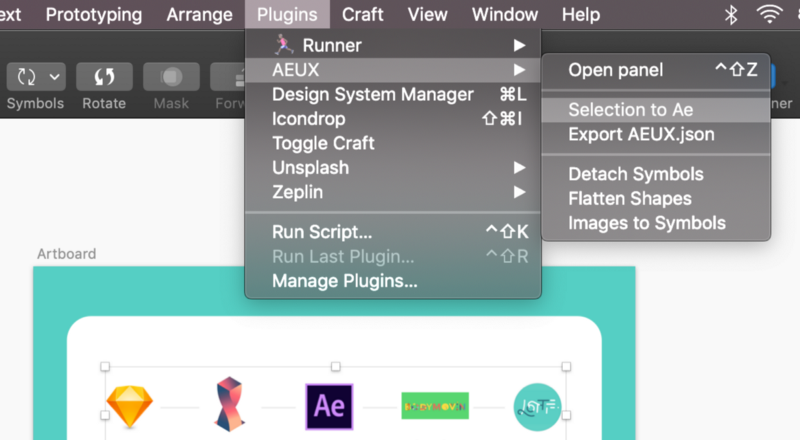 ext Prototyping Arrange Plugins Craft View Window Help
Runner ▶
AEUX ▶
Design System Manager ⌘L
Icondrop ⇧⌘I
Toggle Craft
Unsplash ▶
Zeplin ▶
Run Script... ⌃⇧K
Run Last Plugin... ⌃⇧R
Manage Plugins...
Open panel ⌃⇧Z
Selection to Ae
Export AEUX.json
Detach Symbols
Flatten Shapes
Images to Symbols
Symbols Rotate Mask Forw
ner
Artboard
Ae